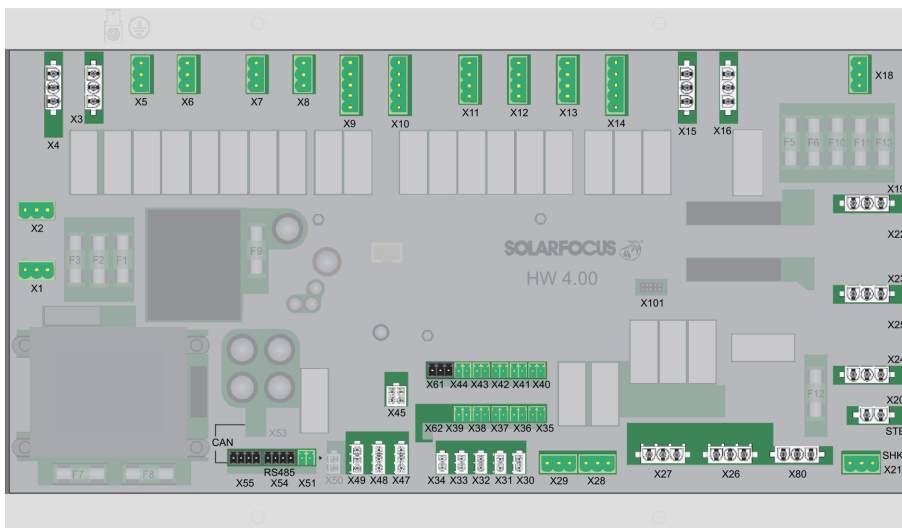 X4
X3
X5
X6
X7
X8
X9
X10
X11
X12
X13
X14
X15
X16
X18
F5 F6 F10 F11 F13
X19
X2
X22
F3 F2 F1
F9
SOLARFOCUS
HW 4.00
X1
X101
X23
X25
X24
F12
X61 X44 X43 X42 X41 X40
X45
X20
X62 X39 X38 X37 X36 X35
STB
CAN
X53
RS485
X55 X54 X51
X50
X49 X48 X47
X34 X33 X32 X31 X30
X29 X28
X27 X26 X80
SHK
X21
F7 F8